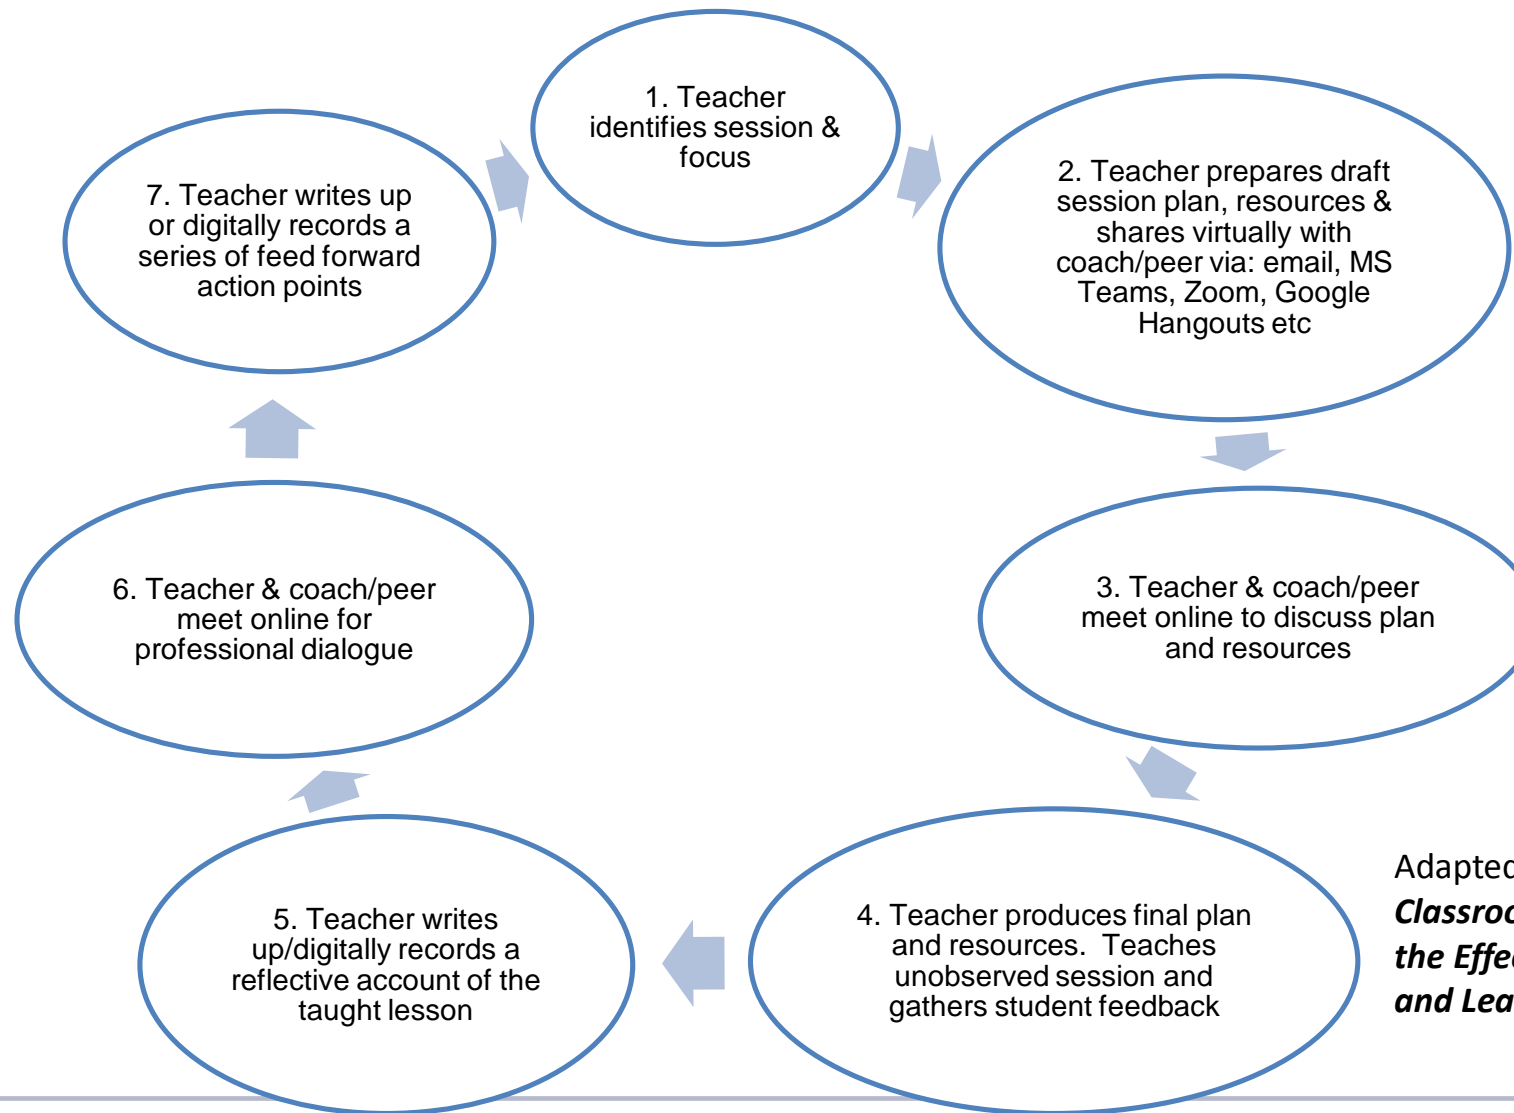 1. Teacher
identifies session &
focus
2. Teacher prepares draft
session plan, resources &
shares virtually with
coach/peer via: email, MS
Teams, Zoom, Google
Hangouts etc
3. Teacher & coach/peer
meet online to discuss plan
and resources
4. Teacher produces final plan
and resources.  Teaches
unobserved session and
gathers student feedback
5. Teacher writes
up/digitally records a
reflective account of the
taught lesson
6. Teacher & coach/peer
meet online for
professional dialogue
7. Teacher writes up
or digitally records a
series of feed forward
action points
Adapted
the
and